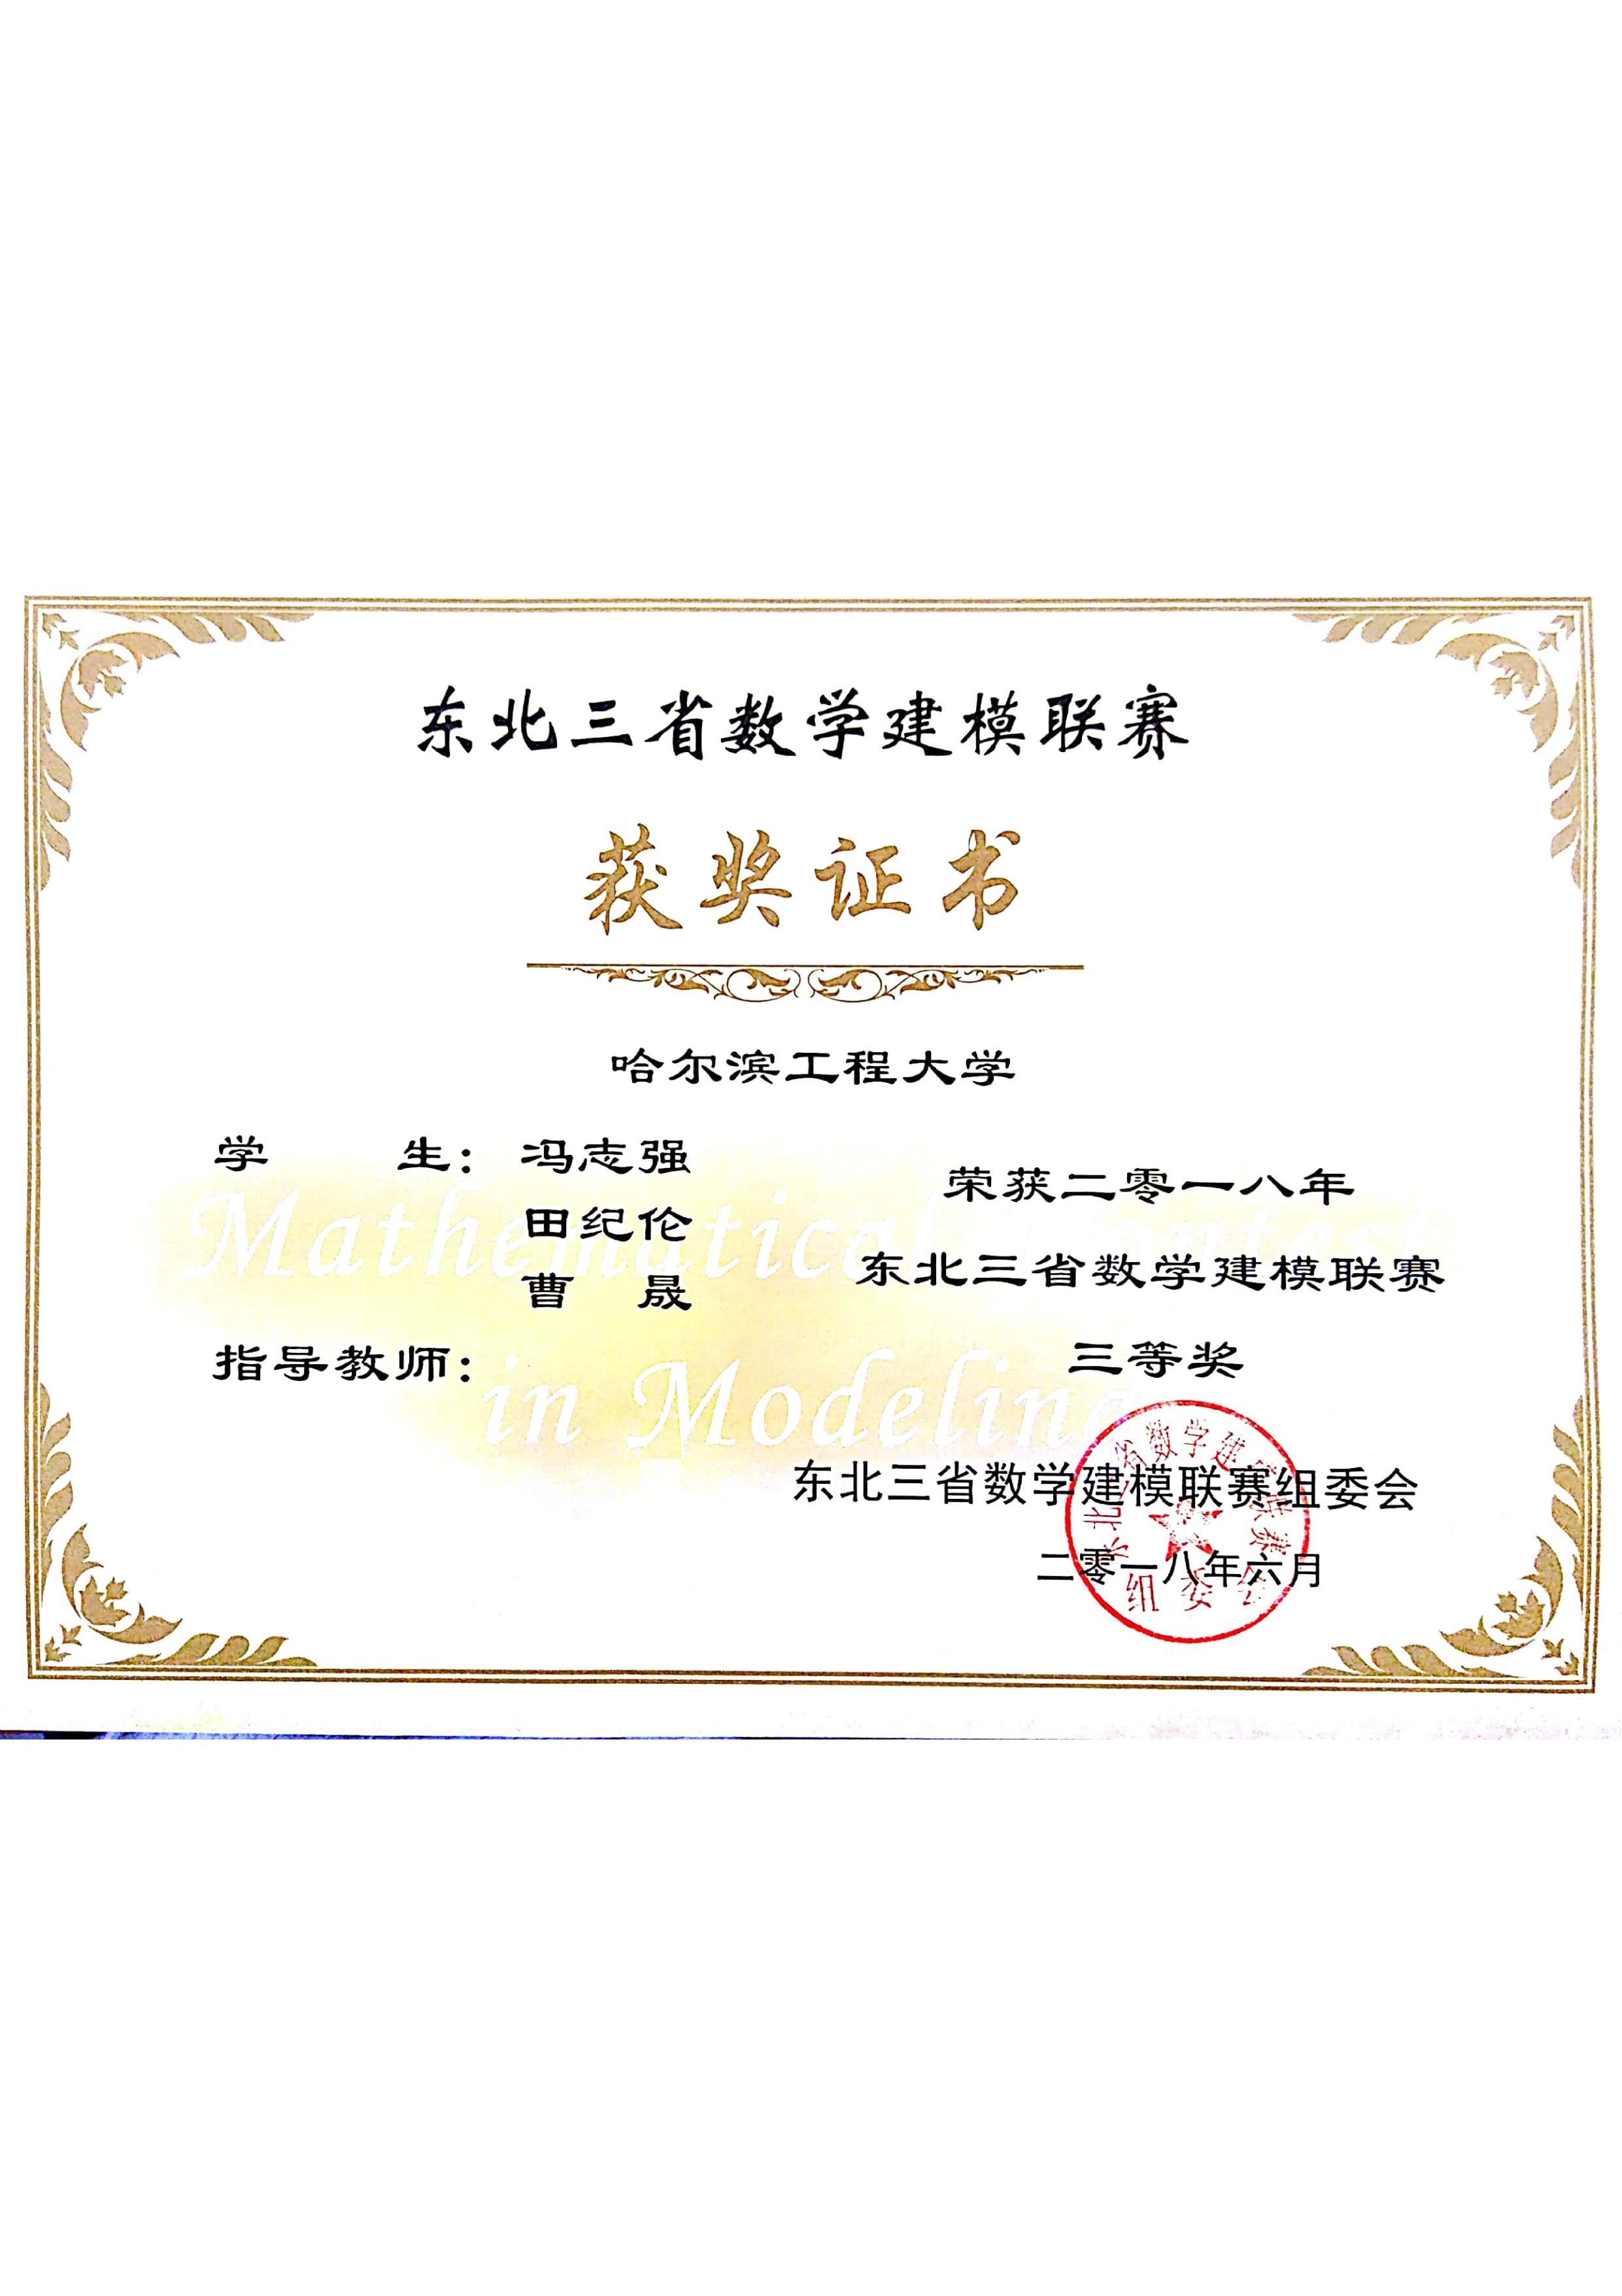 东北三省数学建模联赛
获奖证书
哈尔滨工程大学
学 生： 冯志强
田纪伦
曹 晟
指导教师：
荣获二零一八年
东北三省数学建模联赛
三等奖
Mathematical Contest
in Modeling
东北三省数学建模联赛组委会
二零一八年六月
东北三省数学建模联赛
组委会